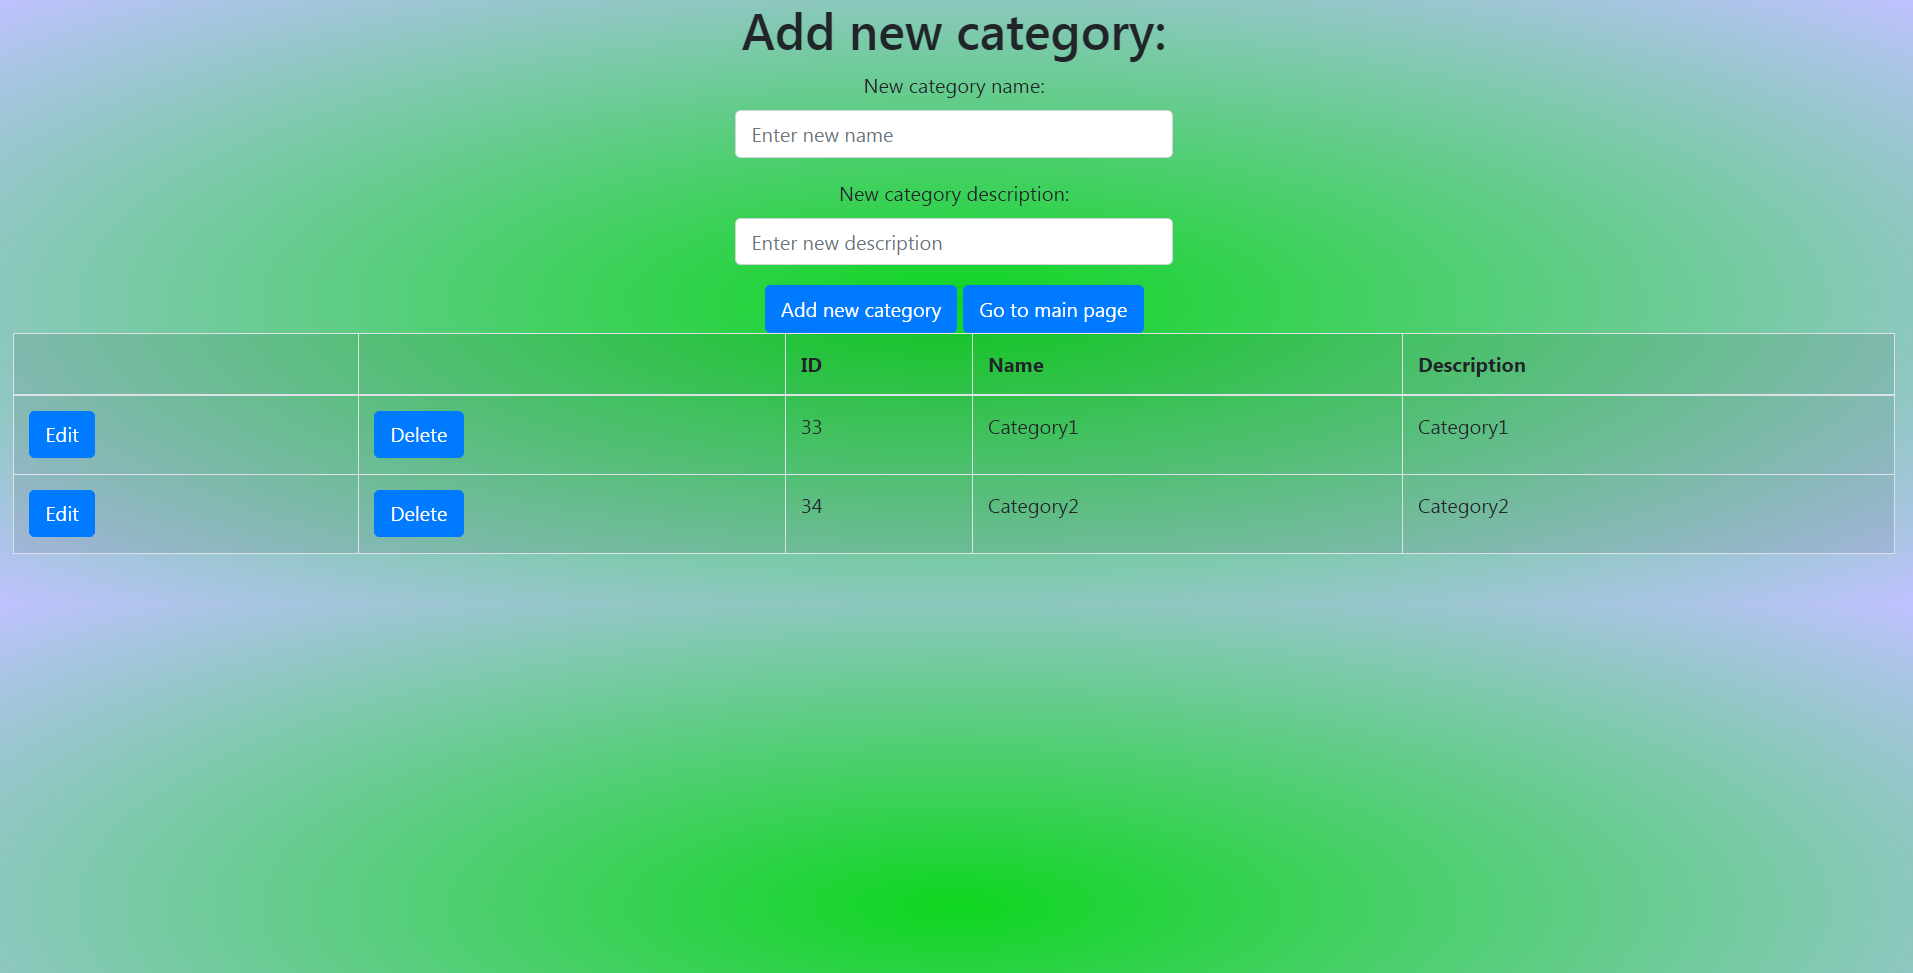 Add new category:
New category name:
Enter new name
New category description:
Enter new description
Add new category Go to main page
ID Name Description
Edit Delete 33 Category1 Category1
Edit Delete 34 Category2 Category2